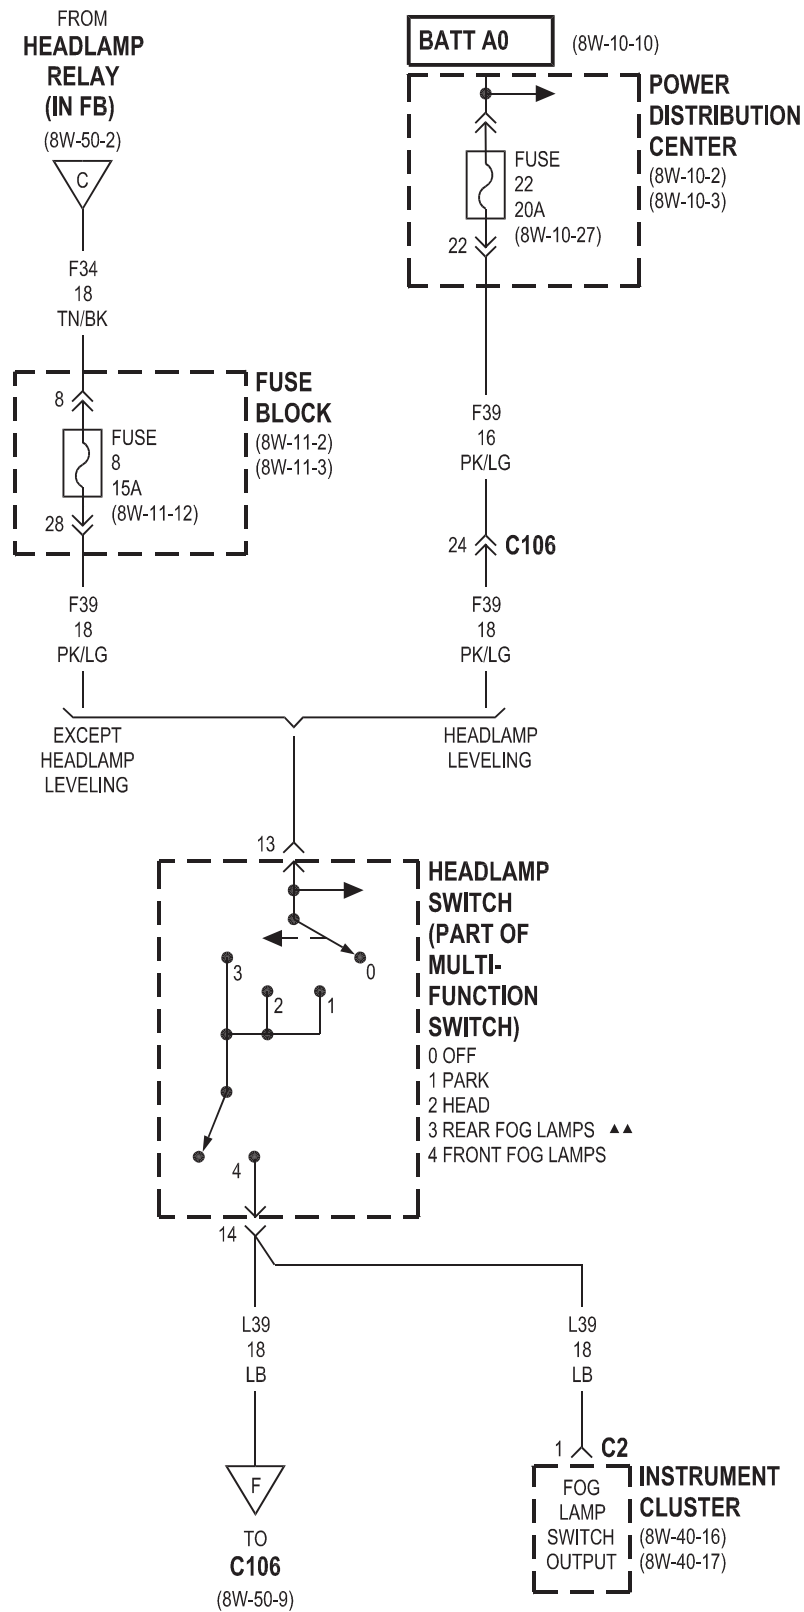 FROM
HEADLAMP
RELAY
(IN FB)
(8W-50-2)
C
F34
18
TN/BK
8
FUSE
8
15A
(8W-11-12)
28
FUSE
BLOCK
(8W-11-2)
(8W-11-3)
F39
18
PK/LG
EXCEPT
HEADLAMP
LEVELING
BATT A0
(8W-10-10)
POWER
DISTRIBUTION
CENTER
(8W-10-2)
(8W-10-3)
FUSE
22
20A
(8W-10-27)
22
F39
16
PK/LG
24
C106
F39
18
PK/LG
HEADLAMP
LEVELING
13
HEADLAMP
SWITCH
(PART OF
MULTI-
FUNCTION
SWITCH)
0 OFF
1 PARK
2 HEAD
3 REAR FOG LAMPS ▲▲
4 FRONT FOG LAMPS
3
0
2
1
4
14
L39
18
LB
F
TO
C106
(8W-50-9)
L39
18
LB
1
C2
FOG
LAMP
SWITCH
OUTPUT
INSTRUMENT
CLUSTER
(8W-40-16)
(8W-40-17)